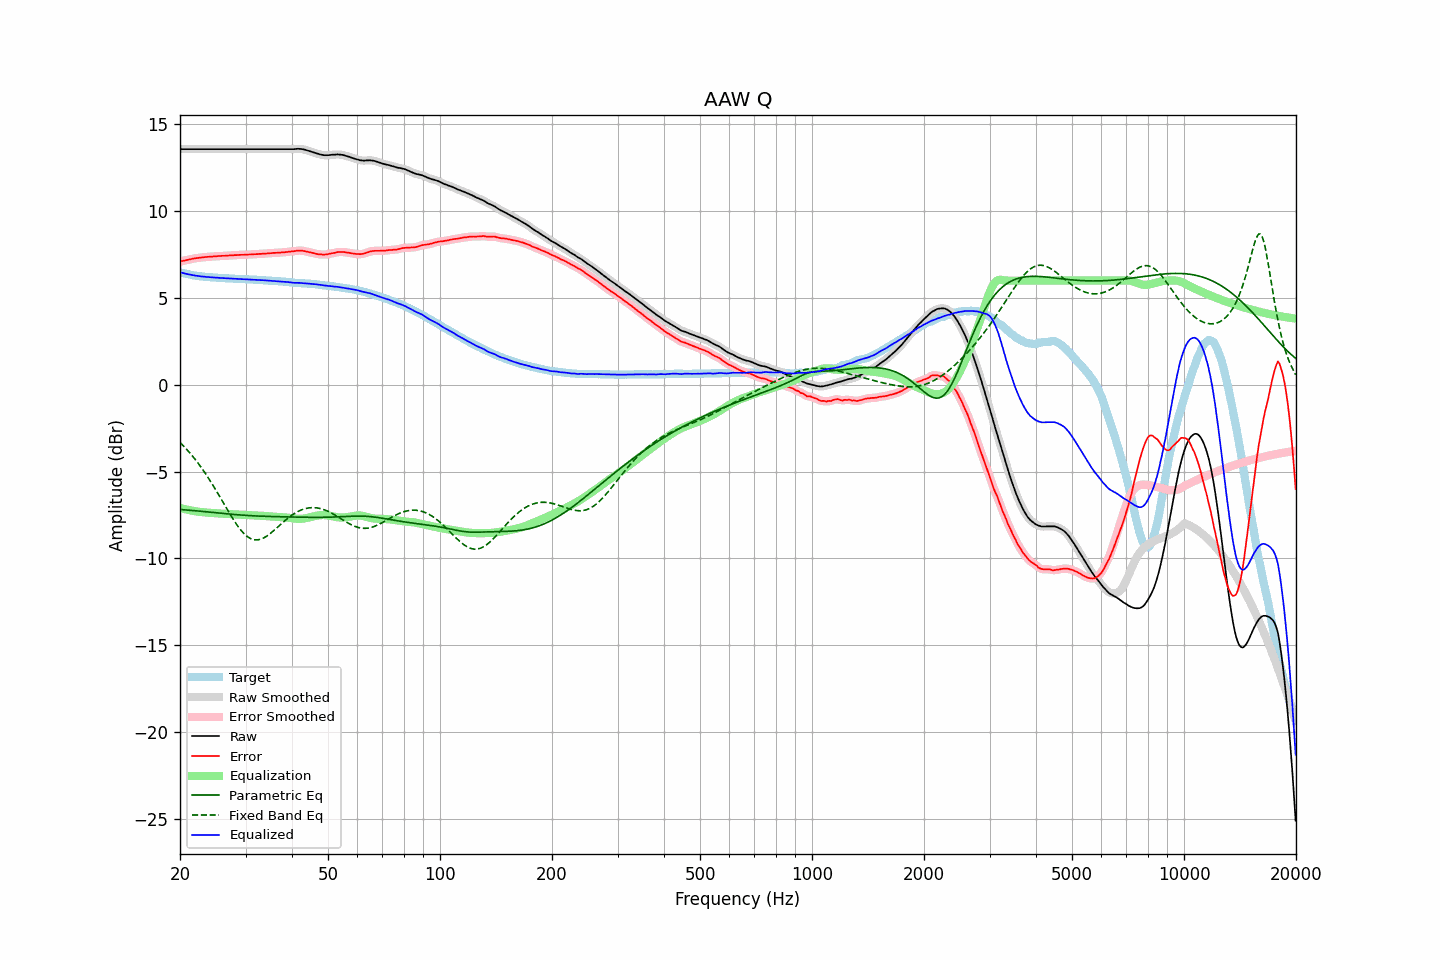 AAW Q
15
10
5
0
−5
−10
−15
−20
−25
Amplitude (dBr)
Target
Raw Smoothed
Error Smoothed
Raw
Error
Equalization
Parametric Eq
Fixed Band Eq
Equalized
20 50 100 200 500 1000 2000 5000 10000 20000
Frequency (Hz)